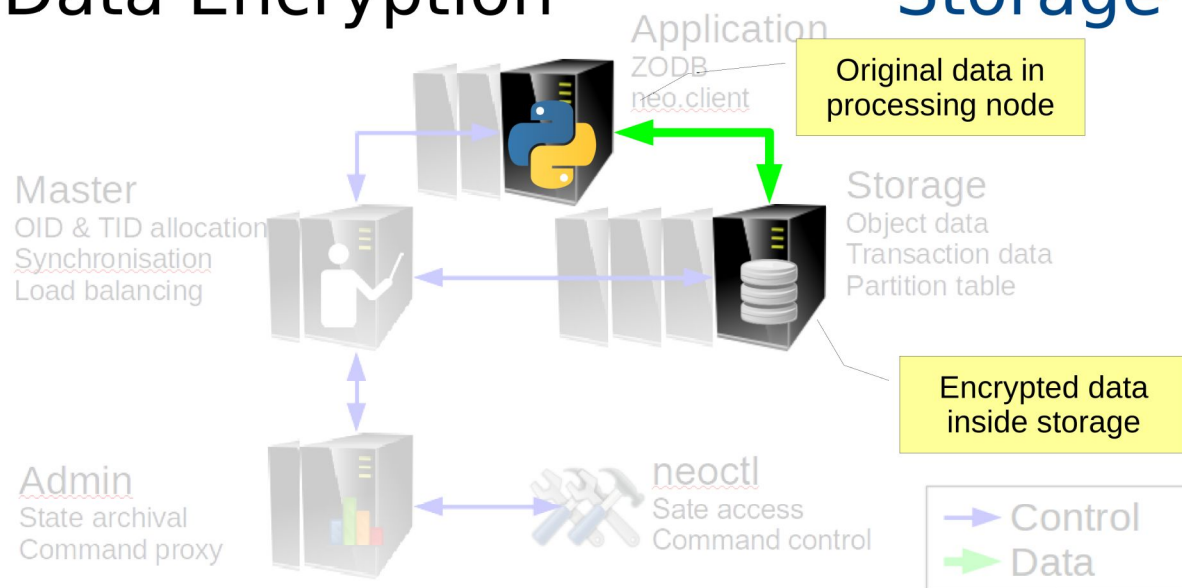 Data Encryption
Storage
Application
ZODB
neo.client
Original data in
processing node
Master
OID & TID allocation
Synchronisation
Load balancing
Storage
Object data
Transaction data
Partition table
Encrypted data
inside storage
Admin
State archival
Command proxy
neoctl
Sate access
Command control
Control
Data